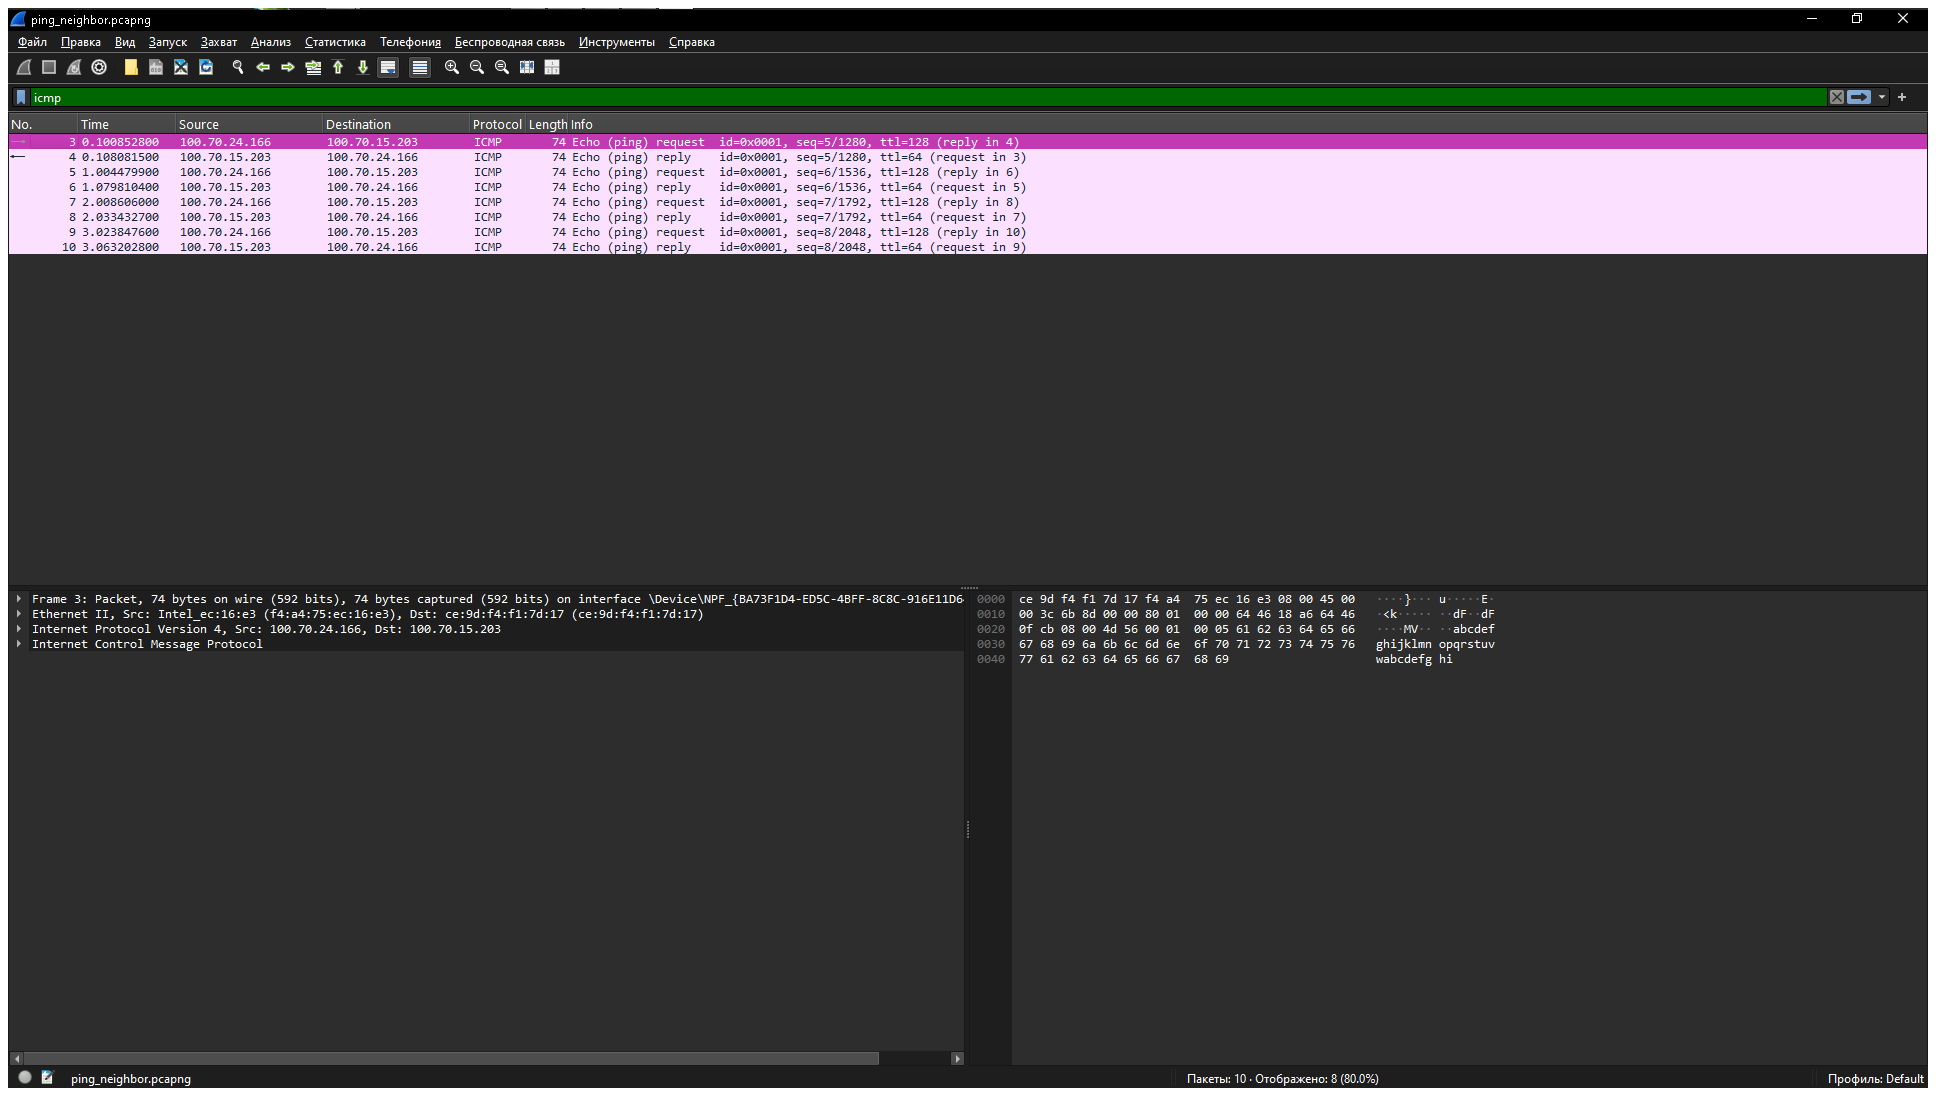 ping_neighbor.pcapng
Файл Правка Вид Запуск Захват Анализ Статистика Телефония Беспроводная связь Инструменты Справка
icmp
No. Time Source Destination Protocol Length Info
3 0.100852800 100.70.24.166 100.70.15.203 ICMP 74 Echo (ping) request id=0x0001, seq=5/1280, ttl=128 (reply in 4)
4 0.108081500 100.70.15.203 100.70.24.166 ICMP 74 Echo (ping) reply id=0x0001, seq=5/1280, ttl=64 (request in 3)
5 1.004479900 100.70.24.166 100.70.15.203 ICMP 74 Echo (ping) request id=0x0001, seq=6/1536, ttl=128 (reply in 6)
6 1.079810400 100.70.15.203 100.70.24.166 ICMP 74 Echo (ping) reply id=0x0001, seq=6/1536, ttl=64 (request in 5)
7 2.008606000 100.70.24.166 100.70.15.203 ICMP 74 Echo (ping) request id=0x0001, seq=7/1792, ttl=128 (reply in 8)
8 2.033432700 100.70.15.203 100.70.24.166 ICMP 74 Echo (ping) reply id=0x0001, seq=7/1792, ttl=64 (request in 7)
9 3.023847600 100.70.24.166 100.70.15.203 ICMP 74 Echo (ping) request id=0x0001, seq=8/2048, ttl=128 (reply in 10)
10 3.063202800 100.70.15.203 100.70.24.166 ICMP 74 Echo (ping) reply id=0x0001, seq=8/2048, ttl=64 (request in 9)
Frame 3: Packet, 74 bytes on wire (592 bits), 74 bytes captured (592 bits) on interface \Device\NPF_{BA73F1D4-ED5C-4BFF-8C8C-916E11D6
Ethernet II, Src: Intel_ec:16:e3 (f4:a4:75:ec:16:e3), Dst: ce:9d:f4:f1:7d:17 (ce:9d:f4:f1:7d:17)
Internet Protocol Version 4, Src: 100.70.24.166, Dst: 100.70.15.203
Internet Control Message Protocol
0000 ce 9d f4 f1 7d 17 f4 a4 75 ec 16 e3 08 00 45 00 ····}··· u·····E·
0010 00 3c 6b 8d 00 00 80 01 00 00 64 46 18 a6 64 46 ·<k····· ··dF··dF
0020 0f cb 08 00 4d 56 00 01 00 05 61 62 63 64 65 66 ····MV·· ··abcdef
0030 67 68 69 6a 6b 6c 6d 6e 6f 70 71 72 73 74 75 76 ghijklmn opqrstuv
0040 77 61 62 63 64 65 66 67 68 69 wabcdefg hi
ping_neighbor.pcapng
Пакеты: 10 · Отображено: 8 (80.0%)
Профиль: Default